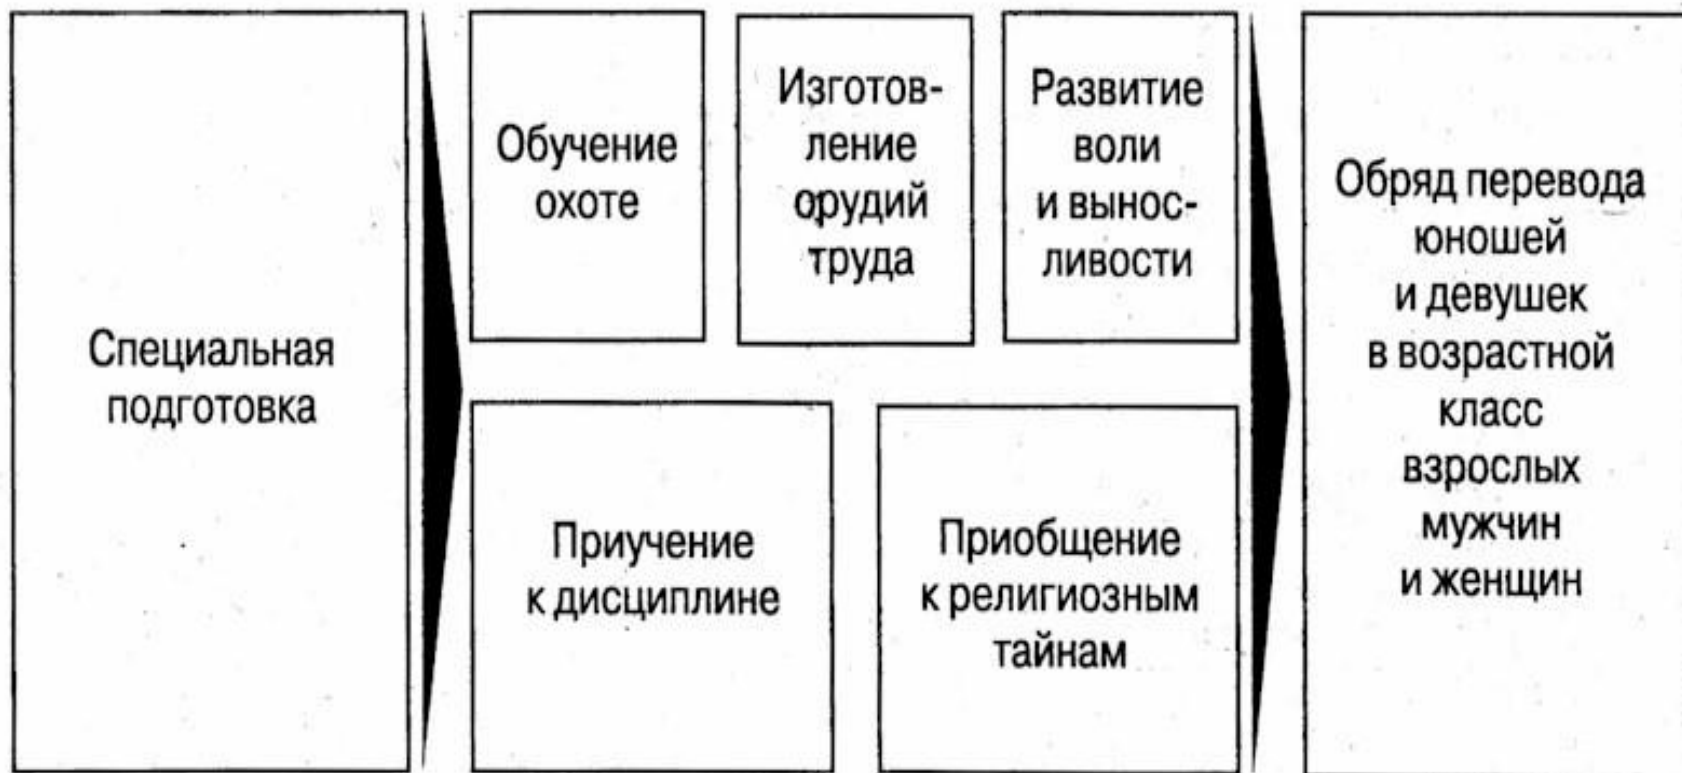 Специальная
подготовка
Обучение
охоте
Изготов-
ление
орудий
труда
Развитие
воли
и вынос-
ливости
Приучение
к дисциплине
Приобщение
к религиозным
тайнам
Обряд перевода
юношей
и девушек
в возрастной
класс
взрослых
мужчин
и женщин